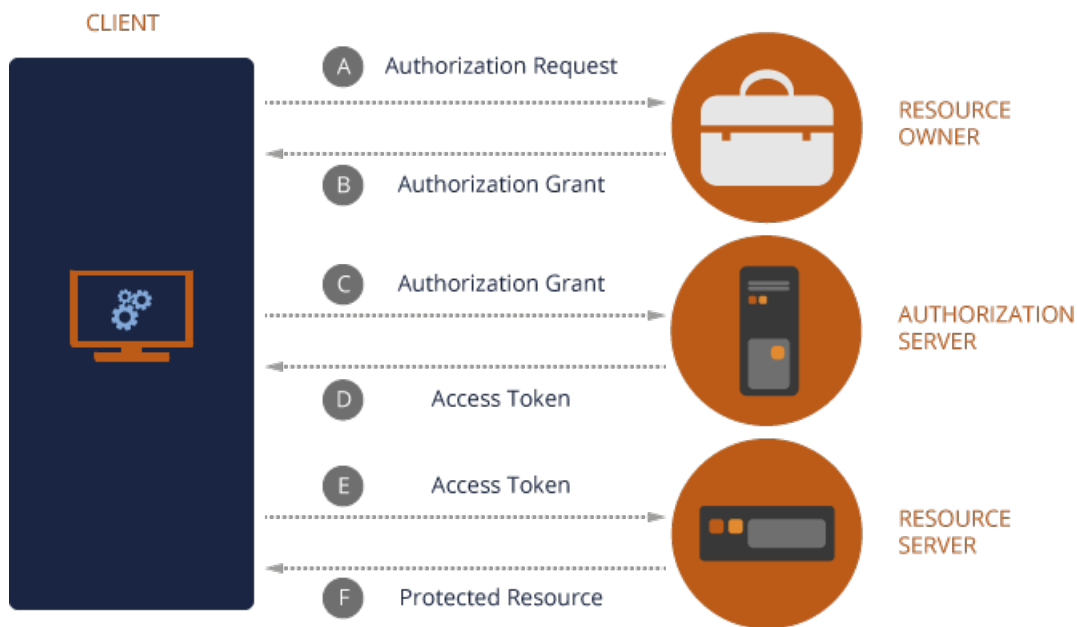 CLIENT
A Authorization Request
RESOURCE
OWNER
B Authorization Grant
C Authorization Grant
AUTHORIZATION
SERVER
D Access Token
E Access Token
RESOURCE
SERVER
F Protected Resource